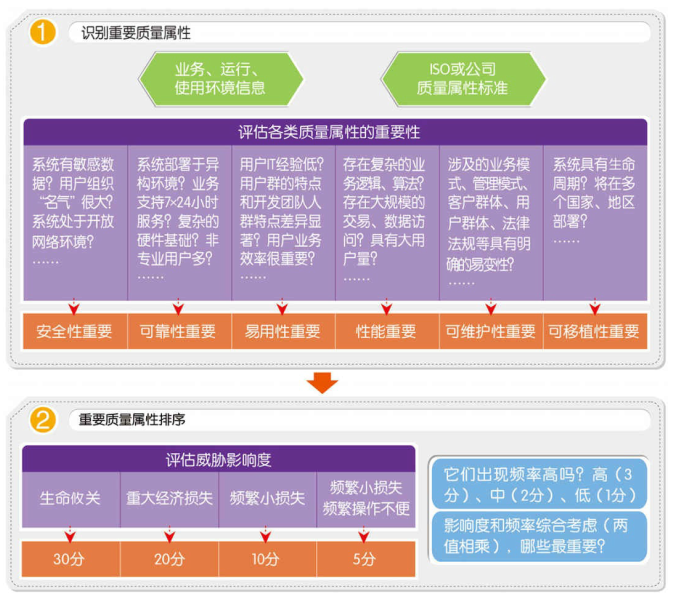 1 识别重要质量属性
业务、运行、
使用环境信息
ISO或公司
质量属性标准
评估各类质量属性的重要性
系统有敏感数
据？用户组织
“名气”很大？
系统处于开放
网络环境？
……
系统部署于异
构环境？业务
支持7×24小时
服务？复杂的
硬件基础？非
专业用户多？
……
用户IT经验低？
用户群的特点
和开发团队人
群特点差异显
著？用户业务
效率很重要？
……
存在复杂的业
务逻辑、算法？
存在大规模的
交易、数据访
问？具有大用
户量？
……
涉及的业务模
式、管理模式、
客户群体、用
户群体、法律
法规等具有明
确的易变性？
……
系统具有生命
周期？将在多
个国家、地区
部署？
……
安全性重要
可靠性重要
易用性重要
性能重要
可维护性重要
可移植性重要
2 重要质量属性排序
评估威胁影响度
生命攸关
重大经济损失
频繁小损失
频繁小损失
频繁操作不便
30分
20分
10分
5分
它们出现频率高吗？高（3
分）、中（2分）、低（1分）
影响度和频率综合考虑（两
值相乘），哪些最重要？